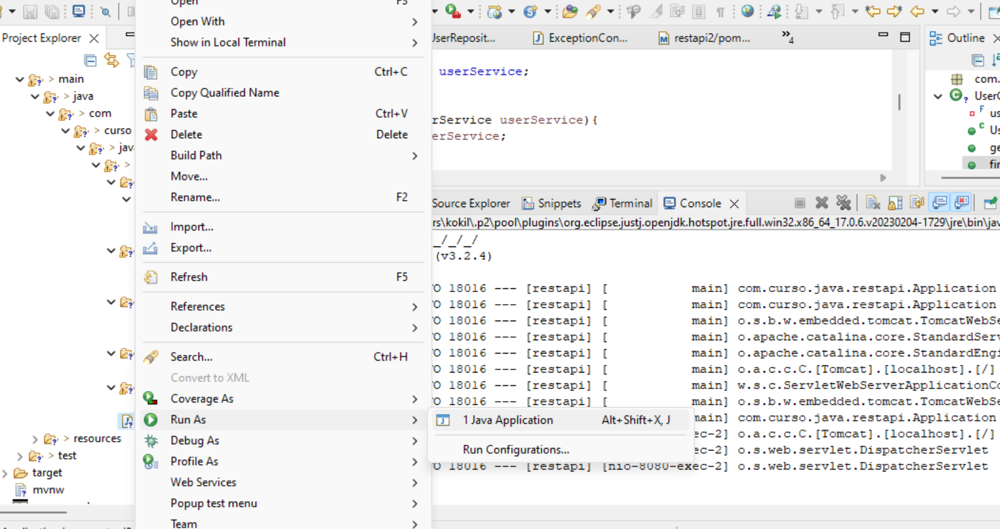 Open F3
Open With
Show in Local Terminal
Project Explorer
JserReposit...
ExceptionCon...
restapi2/pom...
»4
Outline
Copy Ctrl+C
Copy Qualified Name
Paste Ctrl+V
Delete Delete
Build Path
Move...
Rename... F2
Import...
Export...
Refresh F5
References
Declarations
Search... Ctrl+H
Convert to XML
Coverage As
Run As
Debug As
Profile As
Web Services
Popup test menu
Team
1 Java Application Alt+Shift+X, J
Run Configurations...
> main
> java
> com
> curso
> jav
>
> resources
> test
target
mvnw
userService;
rService userService){
erService;
com.
UserC
us
Us
ge
fir
Source Explorer
Snippets
Terminal
Console
rs\kokil\.p2\pool\plugins\org.eclipse.justj.openjdk.hotspot.jre.full.win32.x86_64_17.0.6.v20230204-1729\jre\bin\jav
_/_/_/
(v3.2.4)
O 18016 --- [restapi] [ main] com.curso.java.restapi.Application
O 18016 --- [restapi] [ main] com.curso.java.restapi.Application
O 18016 --- [restapi] [ main] o.s.b.w.embedded.tomcat.TomcatWebSe
O 18016 --- [restapi] [ main] o.apache.catalina.core.StandardServ
O 18016 --- [restapi] [ main] o.apache.catalina.core.StandardEngi
O 18016 --- [restapi] [ main] o.a.c.c.C.[Tomcat].[localhost].[/]
O 18016 --- [restapi] [ main] w.s.c.ServletWebServerApplicationCo
O 18016 --- [restapi] [ main] o.s.b.w.embedded.tomcat.TomcatWebSe
main] com.curso.java.restapi.Application
ec-2] o.a.c.c.C.[Tomcat].[localhost].[/]
ec-2] o.s.web.servlet.DispatcherServlet
O 18016 --- [restapi] [nio-8080-exec-2] o.s.web.servlet.DispatcherServlet